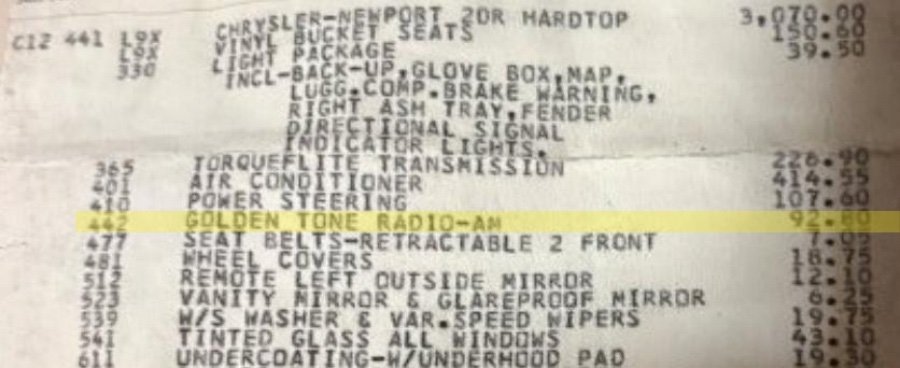 CHRYSLER-NEWPORT 2DR HARDTOP 3,070.00
C12 441 L9X VINYL BUCKET SEATS 150.60
L6X LIGHT PACKAGE 39.50
330 INCL-BACK-UP,GLOVE BOX,MAP,
LUGG.COMP.BRAKE WARNING,
RIGHT ASH TRAY,FENDER
DIRECTIONAL SIGNAL
INDICATOR LIGHTS.
365 TORQUEFLITE TRANSMISSION 226.90
401 AIR CONDITIONER 414.55
410 POWER STEERING 107.60
442 GOLDEN TONE RADIO-AM 92.80
477 SEAT BELTS-RETRACTABLE 2 FRONT 7.05
481 WHEEL COVERS 18.75
512 REMOTE LEFT OUTSIDE MIRROR 12.10
523 VANITY MIRROR & GLAREPROOF MIRROR 6.25
539 W/S WASHER & VAR.SPEED WIPERS 19.75
541 TINTED GLASS ALL WINDOWS 43.10
611 UNDERCOATING-W/UNDERHOOD PAD 19.30